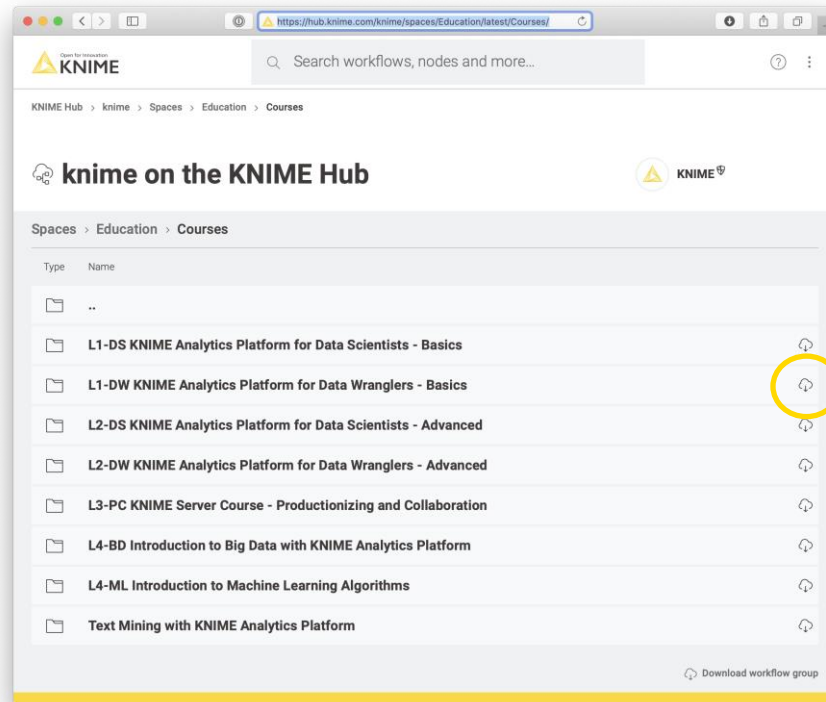 https://hub.knime.com/knime/spaces/Education/latest/Courses/
Open for Innovation
KNIME
Search workflows, nodes and more...
KNIME Hub > knime > Spaces > Education > Courses
knime on the KNIME Hub
KNIME
Spaces > Education > Courses
Type Name
..
L1-DS KNIME Analytics Platform for Data Scientists - Basics
L1-DW KNIME Analytics Platform for Data Wranglers - Basics
L2-DS KNIME Analytics Platform for Data Scientists - Advanced
L2-DW KNIME Analytics Platform for Data Wranglers - Advanced
L3-PC KNIME Server Course - Productionizing and Collaboration
L4-BD Introduction to Big Data with KNIME Analytics Platform
L4-ML Introduction to Machine Learning Algorithms
Text Mining with KNIME Analytics Platform
Download workflow group